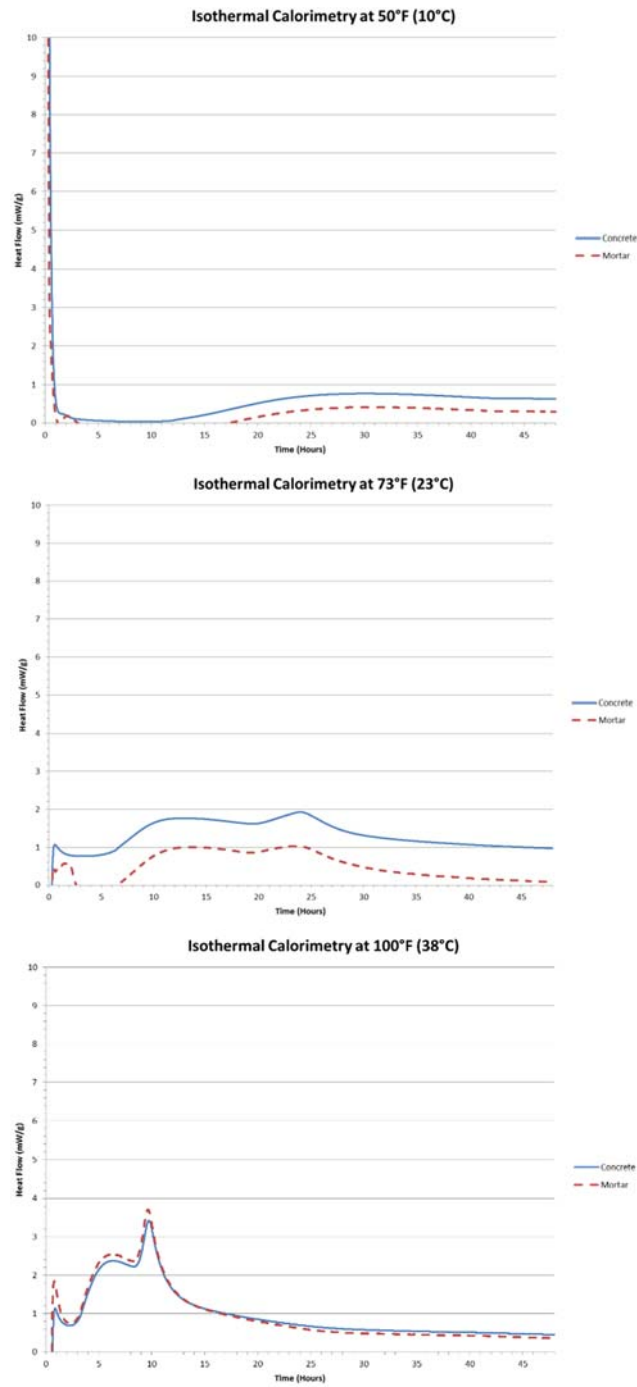 Isothermal Calorimetry at 50°F (10°C)
10
9
8
7
6
5
4
3
2
1
0
Heat Flow (mW/g)
0 5 10 15 20 25 30 35 40 45
Time (Hours)
Concrete
Mortar
Isothermal Calorimetry at 73°F (23°C)
10
9
8
7
6
5
4
3
2
1
0
Heat Flow (mW/g)
0 5 10 15 20 25 30 35 40 45
Time (Hours)
Concrete
Mortar
Isothermal Calorimetry at 100°F (38°C)
10
9
8
7
6
5
4
3
2
1
0
Heat Flow (mW/g)
0 5 10 15 20 25 30 35 40 45
Time (Hours)
Concrete
Mortar